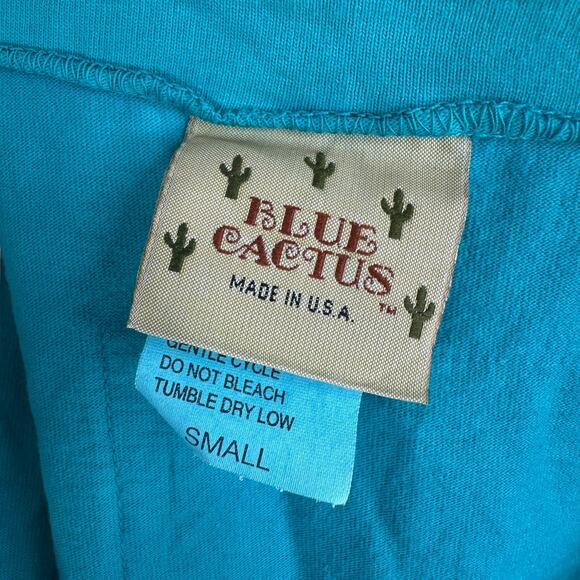 BLUE
CACTUS ™
MADE IN U.S.A.
GENTLE CYCLE
DO NOT BLEACH
TUMBLE DRY LOW
SMALL